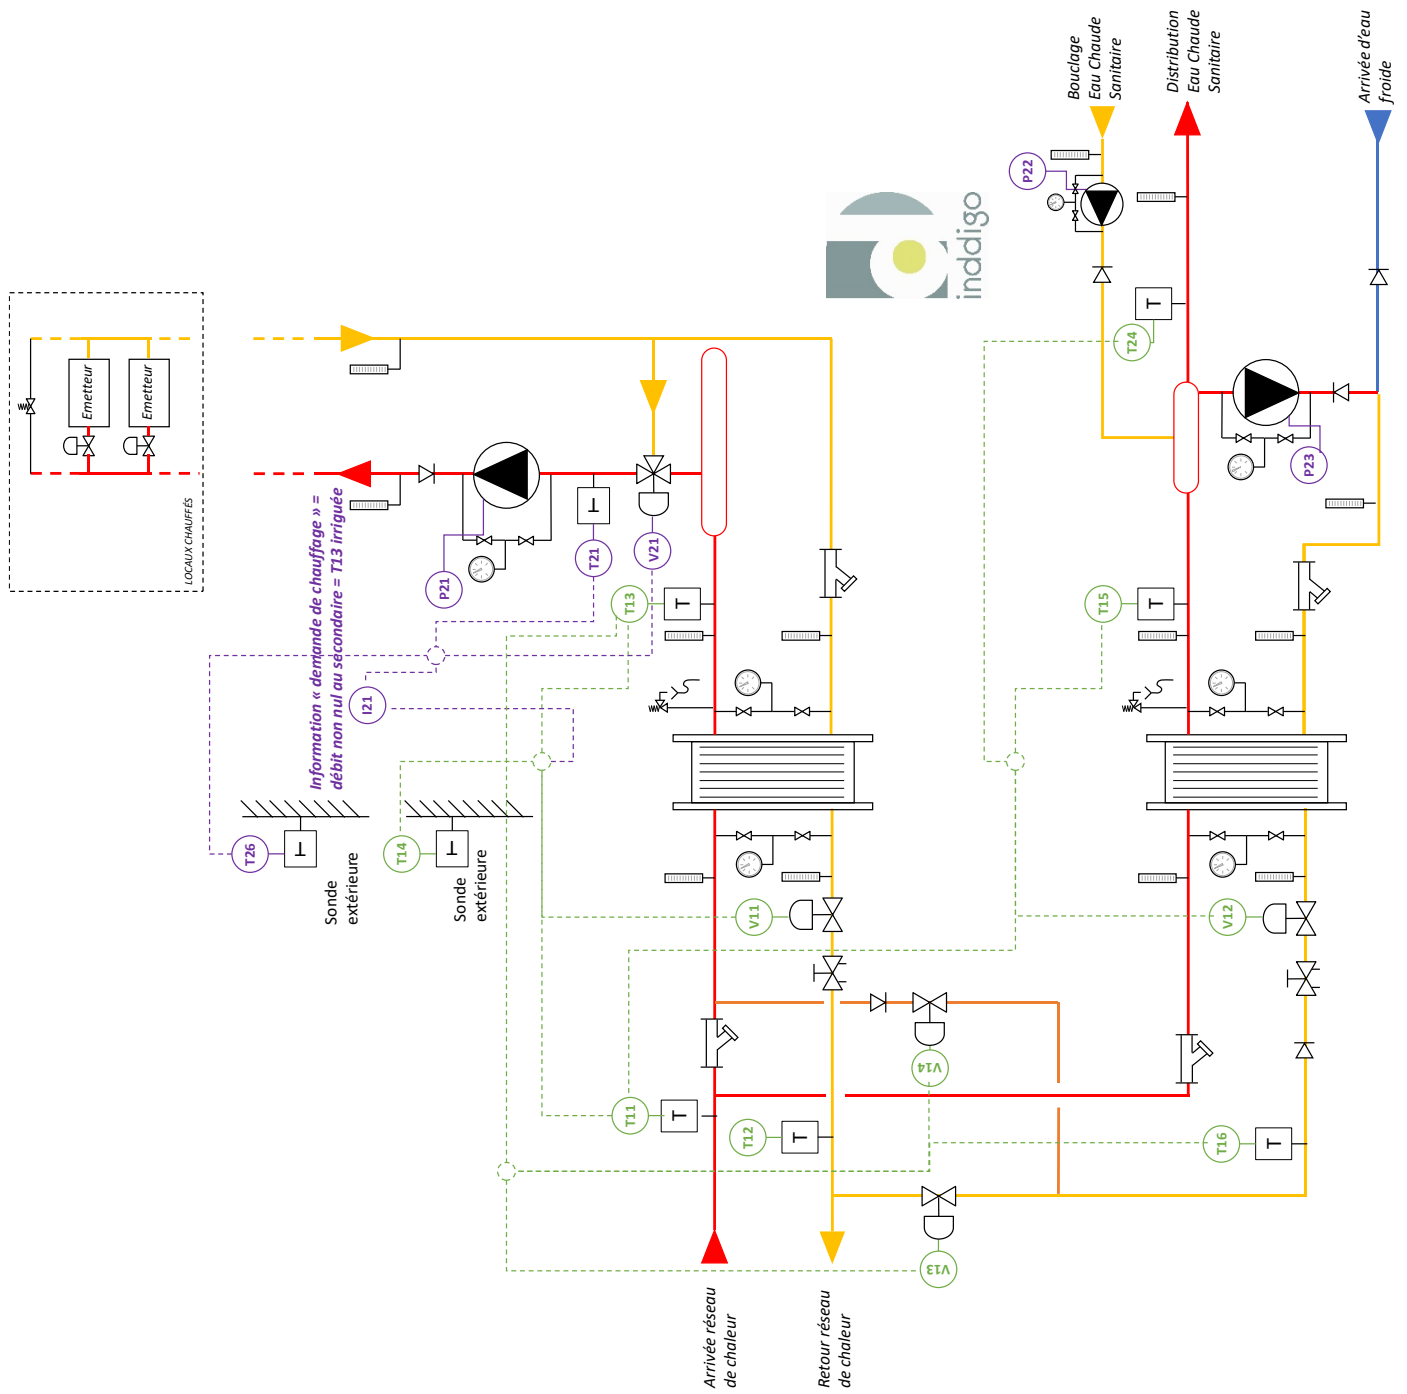 Bouclage
Eau Chaude
Sanitaire
Distribution
Eau Chaude
Sanitaire
Arrivée d'eau
froide
P22
inddigo
T
T24
Emetteur
Emetteur
LOCAUX CHAUFFÉS
P23
Information « demande de chauffage » =
débit non nul au secondaire = T13 irriguée
P21
T
T21
V21
T13
T
T15
T
I21
T26
T
Sonde
extérieure
T14
T
Sonde
extérieure
V11
V12
V14
T11
T
T12
T
T16
T
V13
Arrivée réseau
de chaleur
Retour réseau
de chaleur